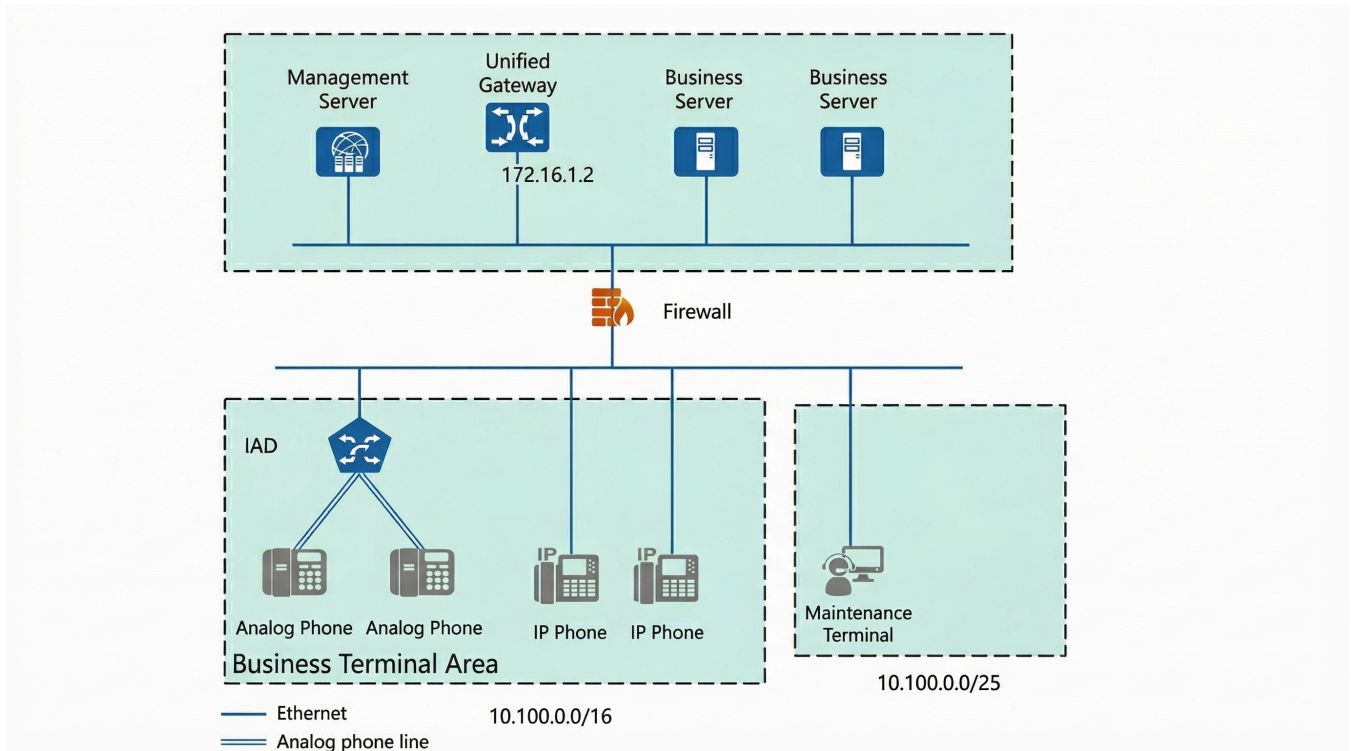 Management
Server
Unified
Gateway
172.16.1.2
Business
Server
Business
Server
Firewall
IAD
Analog Phone
Analog Phone
IP
IP Phone
IP
IP Phone
Business Terminal Area
Maintenance
Terminal
10.100.0.0/25
10.100.0.0/16
Ethernet
Analog phone line